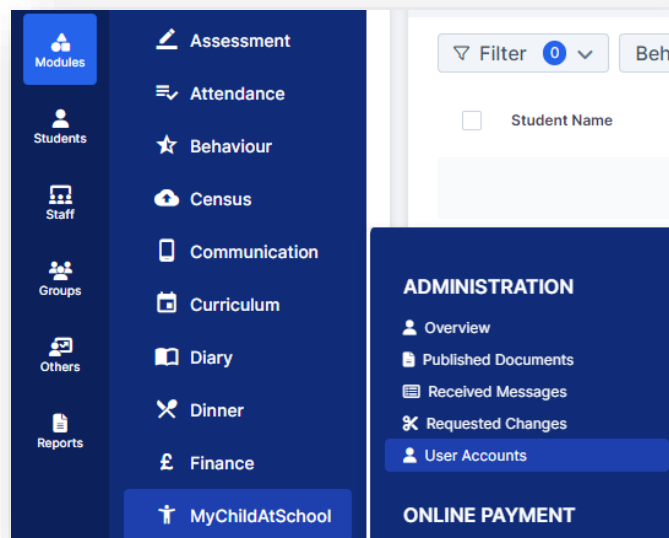 Modules
Students
Staff
Groups
Others
Reports
Assessment
Attendance
Behaviour
Census
Communication
Curriculum
Diary
Dinner
£ Finance
MyChildAtSchool
Filter 0
Student Name
ADMINISTRATION
Overview
Published Documents
Received Messages
Requested Changes
User Accounts
ONLINE PAYMENT